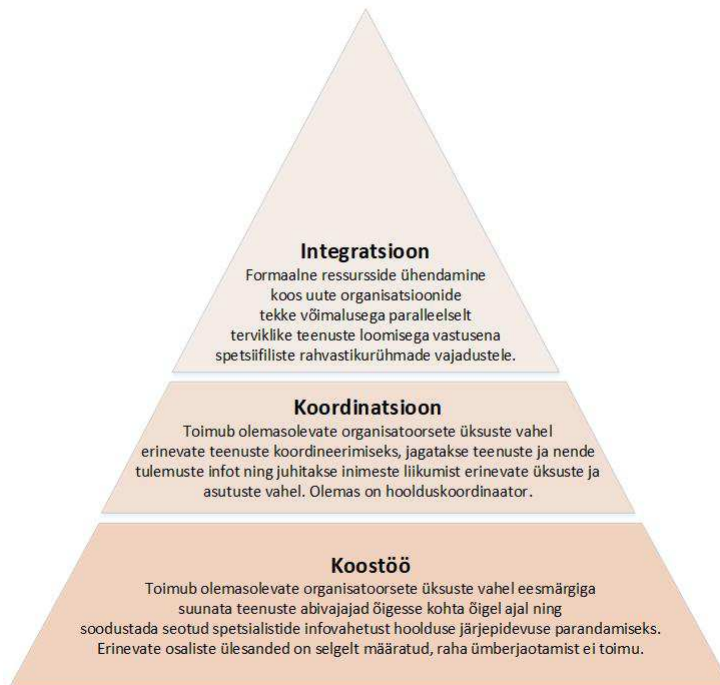 Integratsioon
Formaalne ressursside ühendamine
koos uute organisatsioonide
tekke võimalusega paralleelselt
terviklike teenuste loomisega vastusena
spetsiifiliste rahvastikurühmade vajadustele.
Koordinatsioon
Toimub olemasolevate organisatoorsete üksuste vahel
erinevate teenuste koordineerimiseks, jagatakse teenuste ja nende
tulemuste infot ning juhitakse inimeste liikumist erinevate üksuste ja
asutuste vahel. Olemas on hoolduskoordinaator.
Koostöö
Toimub olemasolevate organisatoorsete üksuste vahel eesmärgiga
suunata teenuste abivajajad õigesse kohta õigel ajal ning
soodustada seotud spetsialistide infovahetust hoolduse järjepidevuse parandamiseks.
Erinevate osaliste ülesanded on selgelt määratud, raha ümberjaotamist ei toimu.